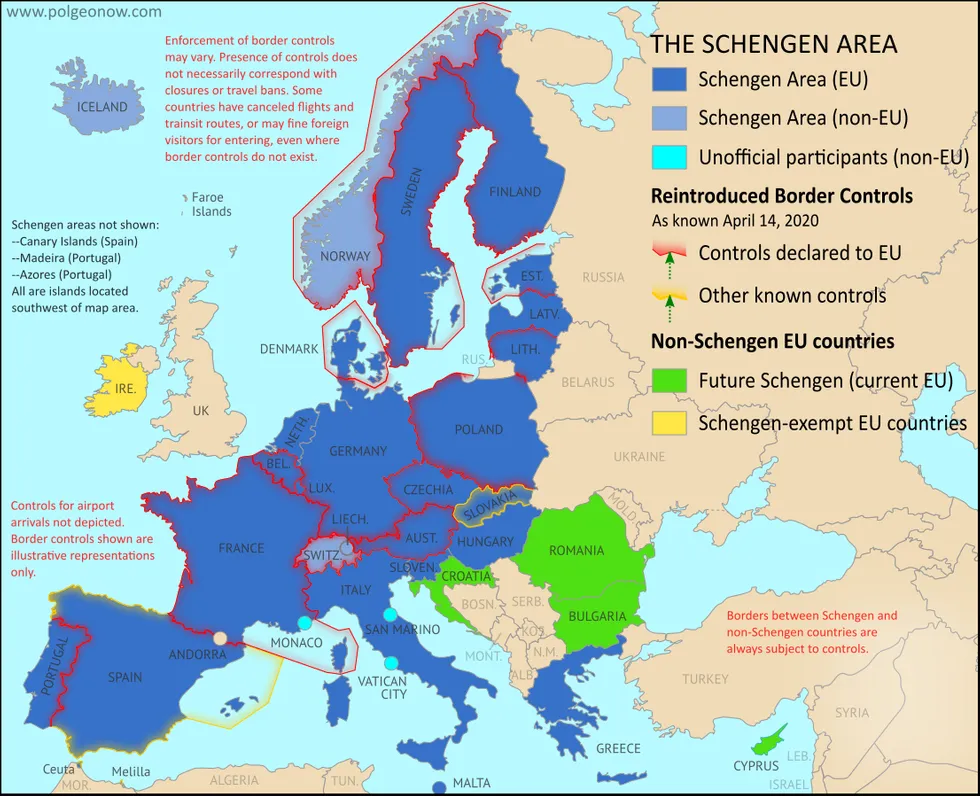 www.polgeonow.com
Enforcement of border controls
may vary. Presence of controls does
not necessarily correspond with
closures or travel bans. Some
countries have canceled flights and
transit routes, or may fine foreign
visitors for entering, even where
border controls do not exist.
THE SCHENGEN AREA
Schengen Area (EU)
Schengen Area (non-EU)
Unofficial participants (non-EU)
Reintroduced Border Controls
As known April 14, 2020
Controls declared to EU
Other known controls
Non-Schengen EU countries
Future Schengen (current EU)
Schengen-exempt EU countries
ICELAND
Faroe
Islands
Schengen areas not shown:
--Canary Islands (Spain)
--Madeira (Portugal)
--Azores (Portugal)
All are islands located
southwest of map area.
SWEDEN
FINLAND
NORWAY
RUSSIA
EST.
LATV.
LITH.
DENMARK
RUS.
BELARUS
IRE.
UK
NETH.
POLAND
GERMANY
BEL.
UKRAINE
LUX.
CZECHIA
SLOVAKIA
MOLD.
Controls for airport
arrivals not depicted.
Border controls shown are
illustrative representations
only.
LIECH.
AUST.
HUNGARY
FRANCE
SWITZ.
SLOVEN.
ROMANIA
CROATIA
ITALY
BOSN.
SERB.
BULGARIA
Borders between Schengen and
non-Schengen countries are
always subject to controls.
SAN MARINO
KOS.
MONACO
MONT.
N.M.
ANDORRA
PORTUGAL
SPAIN
ALB.
VATICAN
CITY
TURKEY
SYRIA
GREECE
CYPRUS
LEB.
ISRAEL
Ceuta
Melilla
MOR.
ALGERIA
TUN.
MALTA